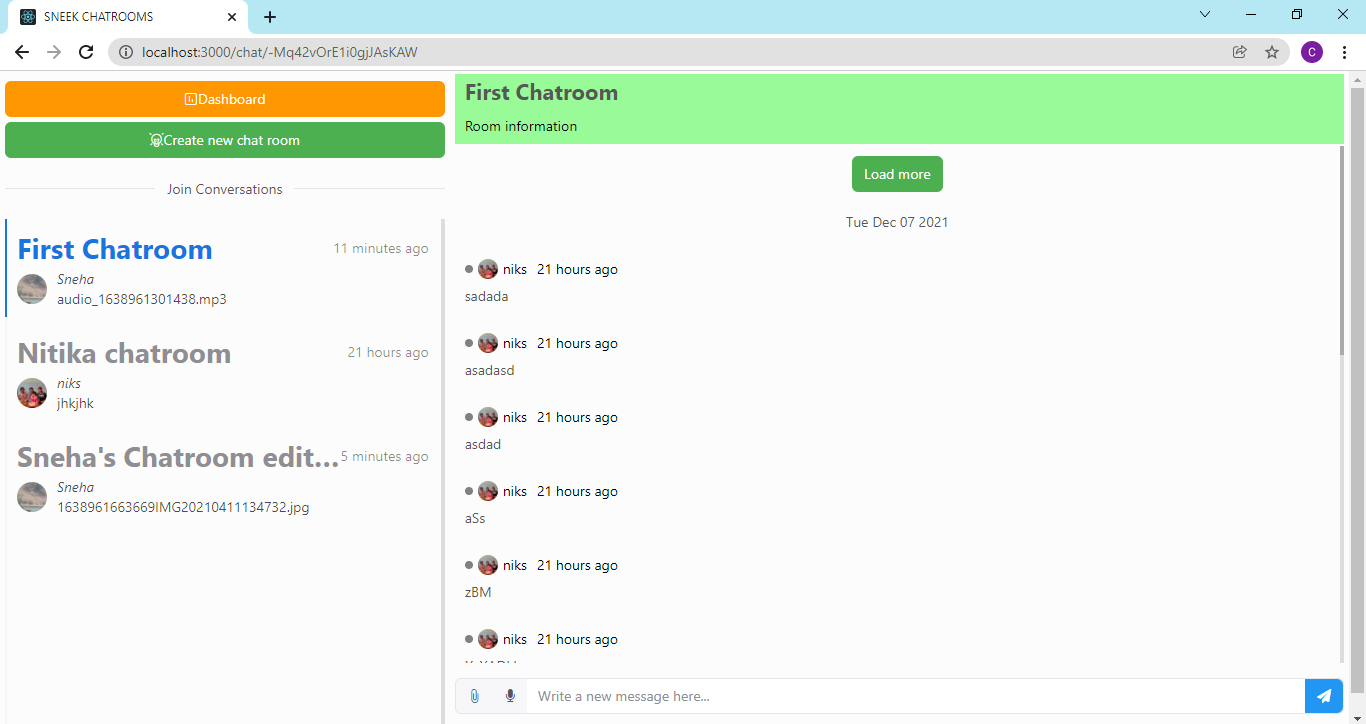 SNEEK CHATROOMS
localhost:3000/chat/-Mq42vOrE1i0gjJAsKAW
C
Dashboard
Create new chat room
Join Conversations
First Chatroom
11 minutes ago
Sneha
audio_1638961301438.mp3
Nitika chatroom
21 hours ago
niks
jhkjhk
Sneha's Chatroom edit...
5 minutes ago
Sneha
1638961663669IMG20210411134732.jpg
First Chatroom
Room information
Load more
Tue Dec 07 2021
niks 21 hours ago
sadada
niks 21 hours ago
asadasd
niks 21 hours ago
asdad
niks 21 hours ago
aSs
niks 21 hours ago
zBM
niks 21 hours ago
Write a new message here...